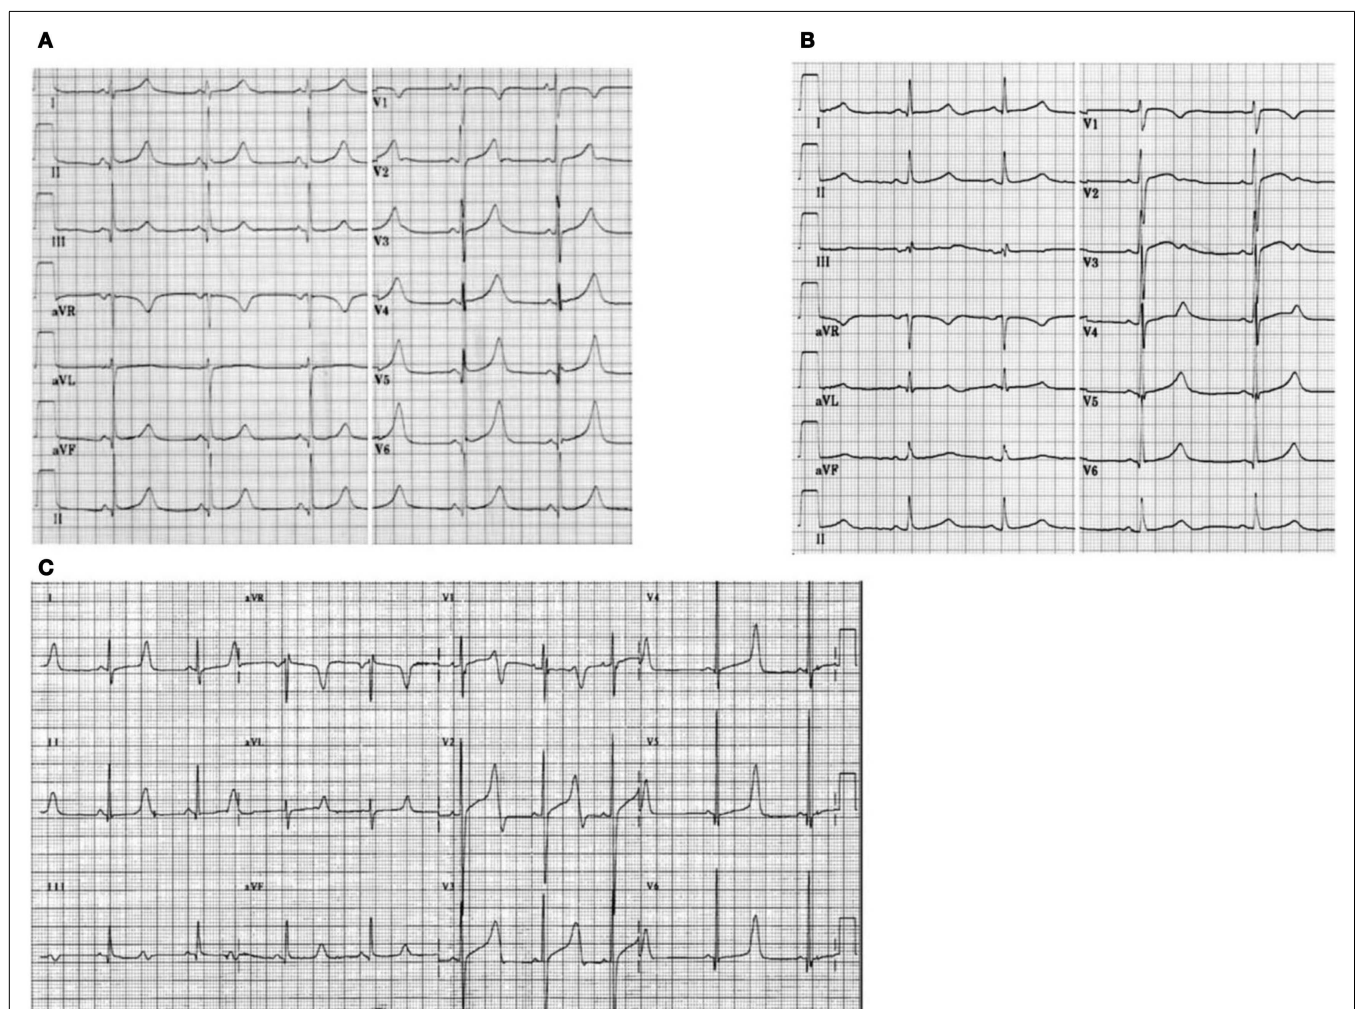 A
I V1
II V2
III V3
aVR V4
aVL V5
aVF V6
II
B
I V1
II V2
III V3
aVR V4
aVL V5
aVF V6
II
C
I aVR V1 V4
II aVL V2 V5
III aVF V3 V6